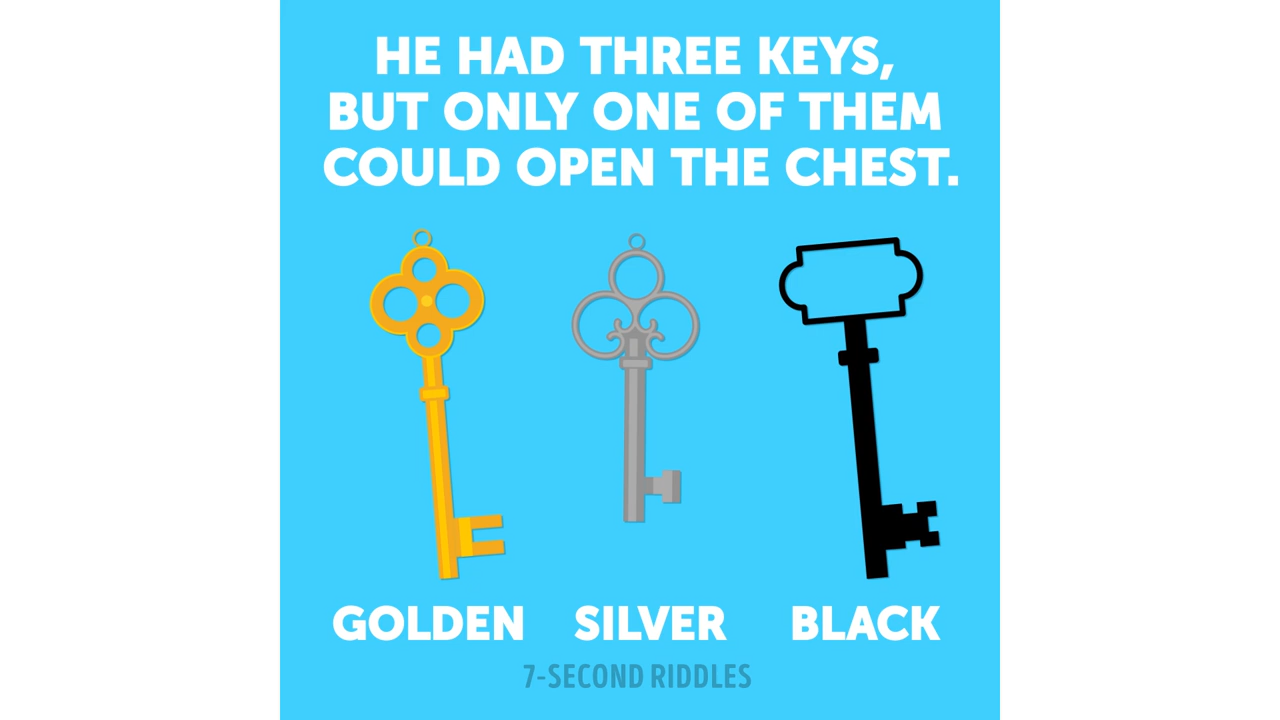 HE HAD THREE KEYS,
BUT ONLY ONE OF THEM
COULD OPEN THE CHEST.
GOLDEN SILVER BLACK
7-SECOND RIDDLES